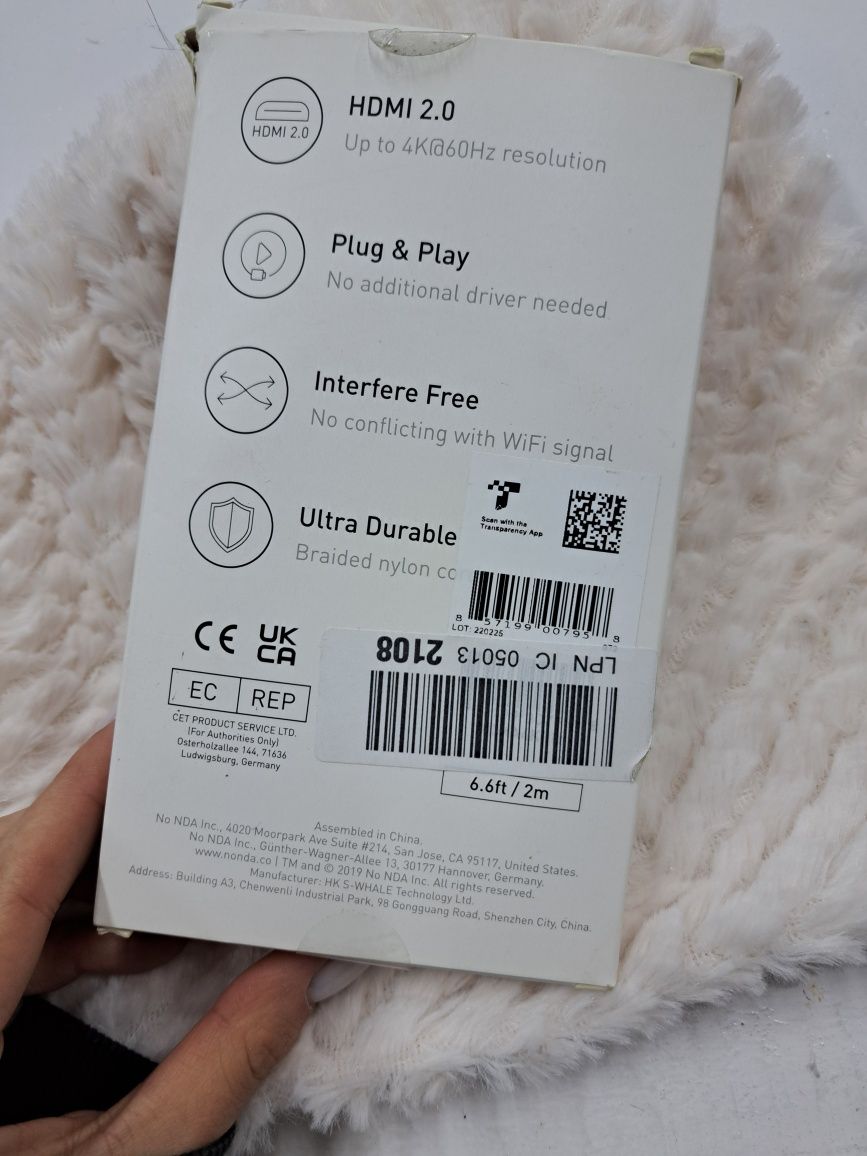 HDMI 2.0
HDMI 2.0
Up to 4K@60Hz resolution
Plug & Play
No additional driver needed
Interfere Free
No conflicting with WiFi signal
Ultra Durable
Braided nylon co
Scan with the
Transparency App
8 57199 00795 8
LOT: 220225
LPN IC 05013 2108
CE UK
CA
EC REP
CET PRODUCT SERVICE LTD.
(For Authorities Only)
Osterholzallee 144, 71636
Ludwigsburg, Germany
6.6ft / 2m
Assembled in China.
No NDA Inc., 4020 Moorpark Ave Suite #214, San Jose, CA 95117, United States.
No NDA Inc., Günther-Wagner-Allee 13, 30177 Hannover, Germany.
www.nonda.co | TM and © 2019 No NDA Inc. All rights reserved.
Manufacturer: HK S-WHALE Technology Ltd.
Address: Building A3, Chenwenli Industrial Park, 98 Gongguang Road, Shenzhen City, China.